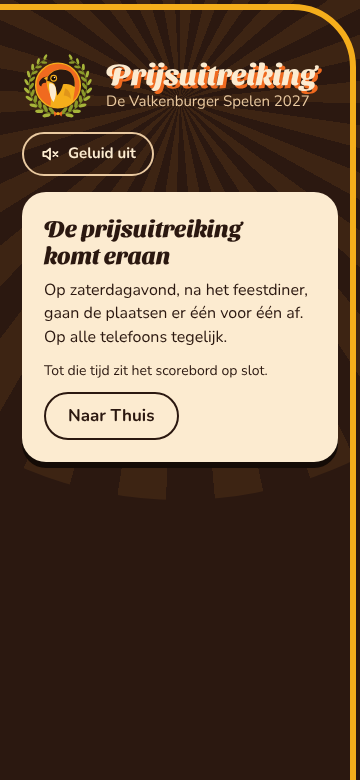 Prijsuitreiking
De Valkenburger Spelen 2027
Geluid uit
De prijsuitreiking
komt eraan
Op zaterdagavond, na het feestdiner,
gaan de plaatsen er één voor één af.
Op alle telefoons tegelijk.
Tot die tijd zit het scorebord op slot.
Naar Thuis